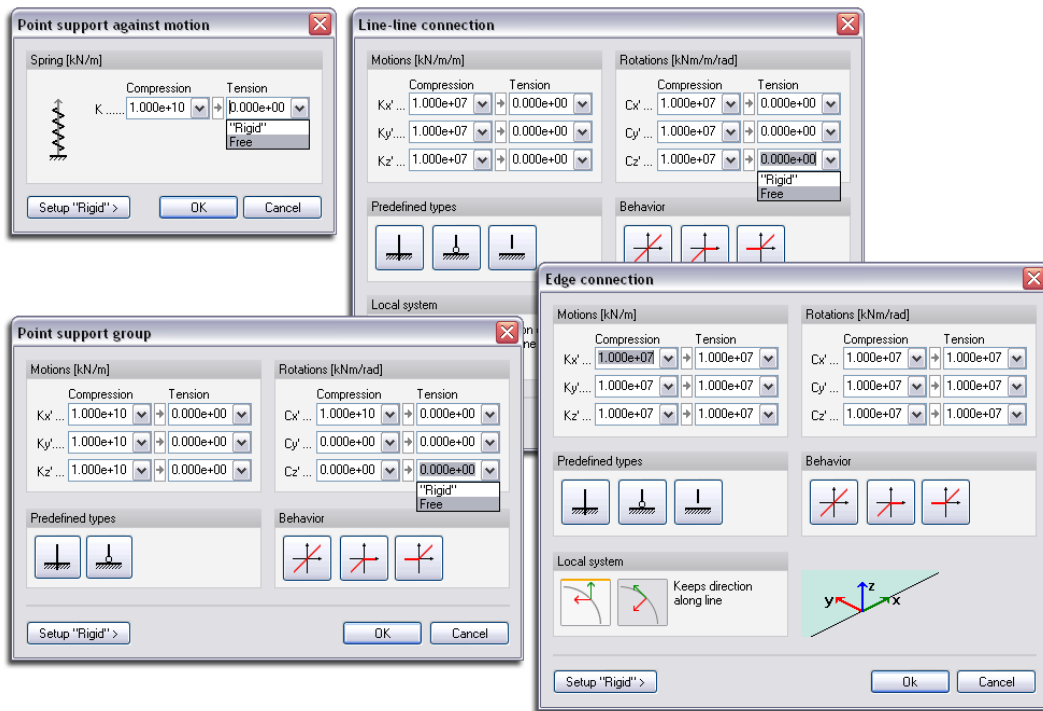 Point support against motion
Spring [kN/m]
Compression Tension
K ...... 1.000e+10 0.000e+00
"Rigid"
Free
Setup "Rigid" > OK Cancel
Line-line connection
Motions [kN/m/m] Rotations [kNm/m/rad]
Compression Tension Compression Tension
Kx' ... 1.000e+07 0.000e+00 Cx' ... 1.000e+07 0.000e+00
Ky'.... 1.000e+07 0.000e+00 Cy' ... 1.000e+07 0.000e+00
Kz' ... 1.000e+07 0.000e+00 Cz' ... 1.000e+07 0.000e+00
"Rigid"
Free
Predefined types Behavior
Local system
Point support group
Motions [kN/m] Rotations [kNm/rad]
Compression Tension Compression Tension
Kx' ... 1.000e+10 0.000e+00 Cx' ... 1.000e+10 0.000e+00
Ky'.... 1.000e+10 0.000e+00 Cy' ... 0.000e+00 0.000e+00
Kz' ... 1.000e+10 0.000e+00 Cz' ... 0.000e+00 0.000e+00
"Rigid"
Free
Predefined types Behavior
Setup "Rigid" > OK Cancel
Edge connection
Motions [kN/m] Rotations [kNm/rad]
Compression Tension Compression Tension
Kx' ... 1.000e+07 1.000e+07 Cx' ... 1.000e+07 1.000e+07
Ky'.... 1.000e+07 1.000e+07 Cy' ... 1.000e+07 1.000e+07
Kz' ... 1.000e+07 1.000e+07 Cz' ... 1.000e+07 1.000e+07
Predefined types Behavior
Local system
Keeps direction
along line
y z x
Setup "Rigid" > Ok Cancel